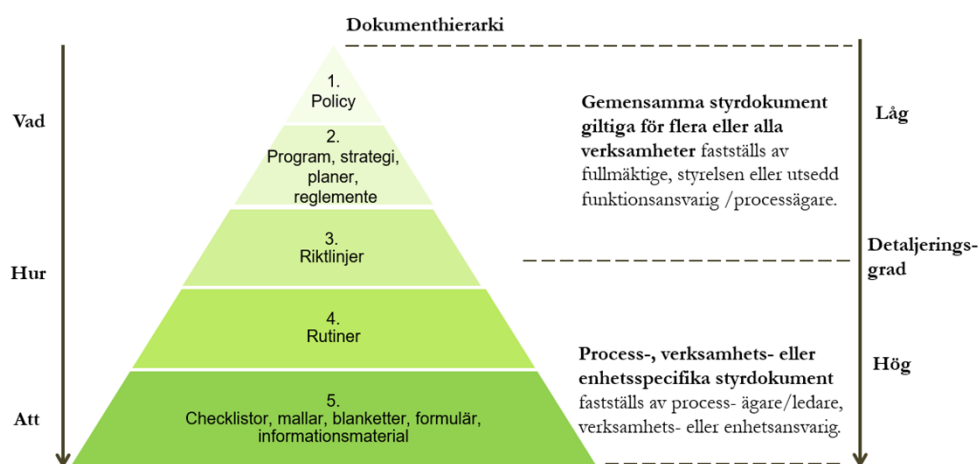 Dokumenthierarki
Vad
Hur
Att
1.
Policy
2.
Program, strategi,
planer,
reglemente
3.
Riktlinjer
4.
Rutiner
5.
Checklistor, mallar, blanketter, formulär,
informationsmaterial
Gemensamma styrdokument
giltiga för flera eller alla
verksamheter fastställs av
fullmäktige, styrelsen eller utsedd
funktionsansvarig /processägare.
Process-, verksamhets- eller
enhetsspecifika styrdokument
fastställs av process- ägare/ledare,
verksamhets- eller enhetsansvarig.
Låg
Detaljerings-
grad
Hög